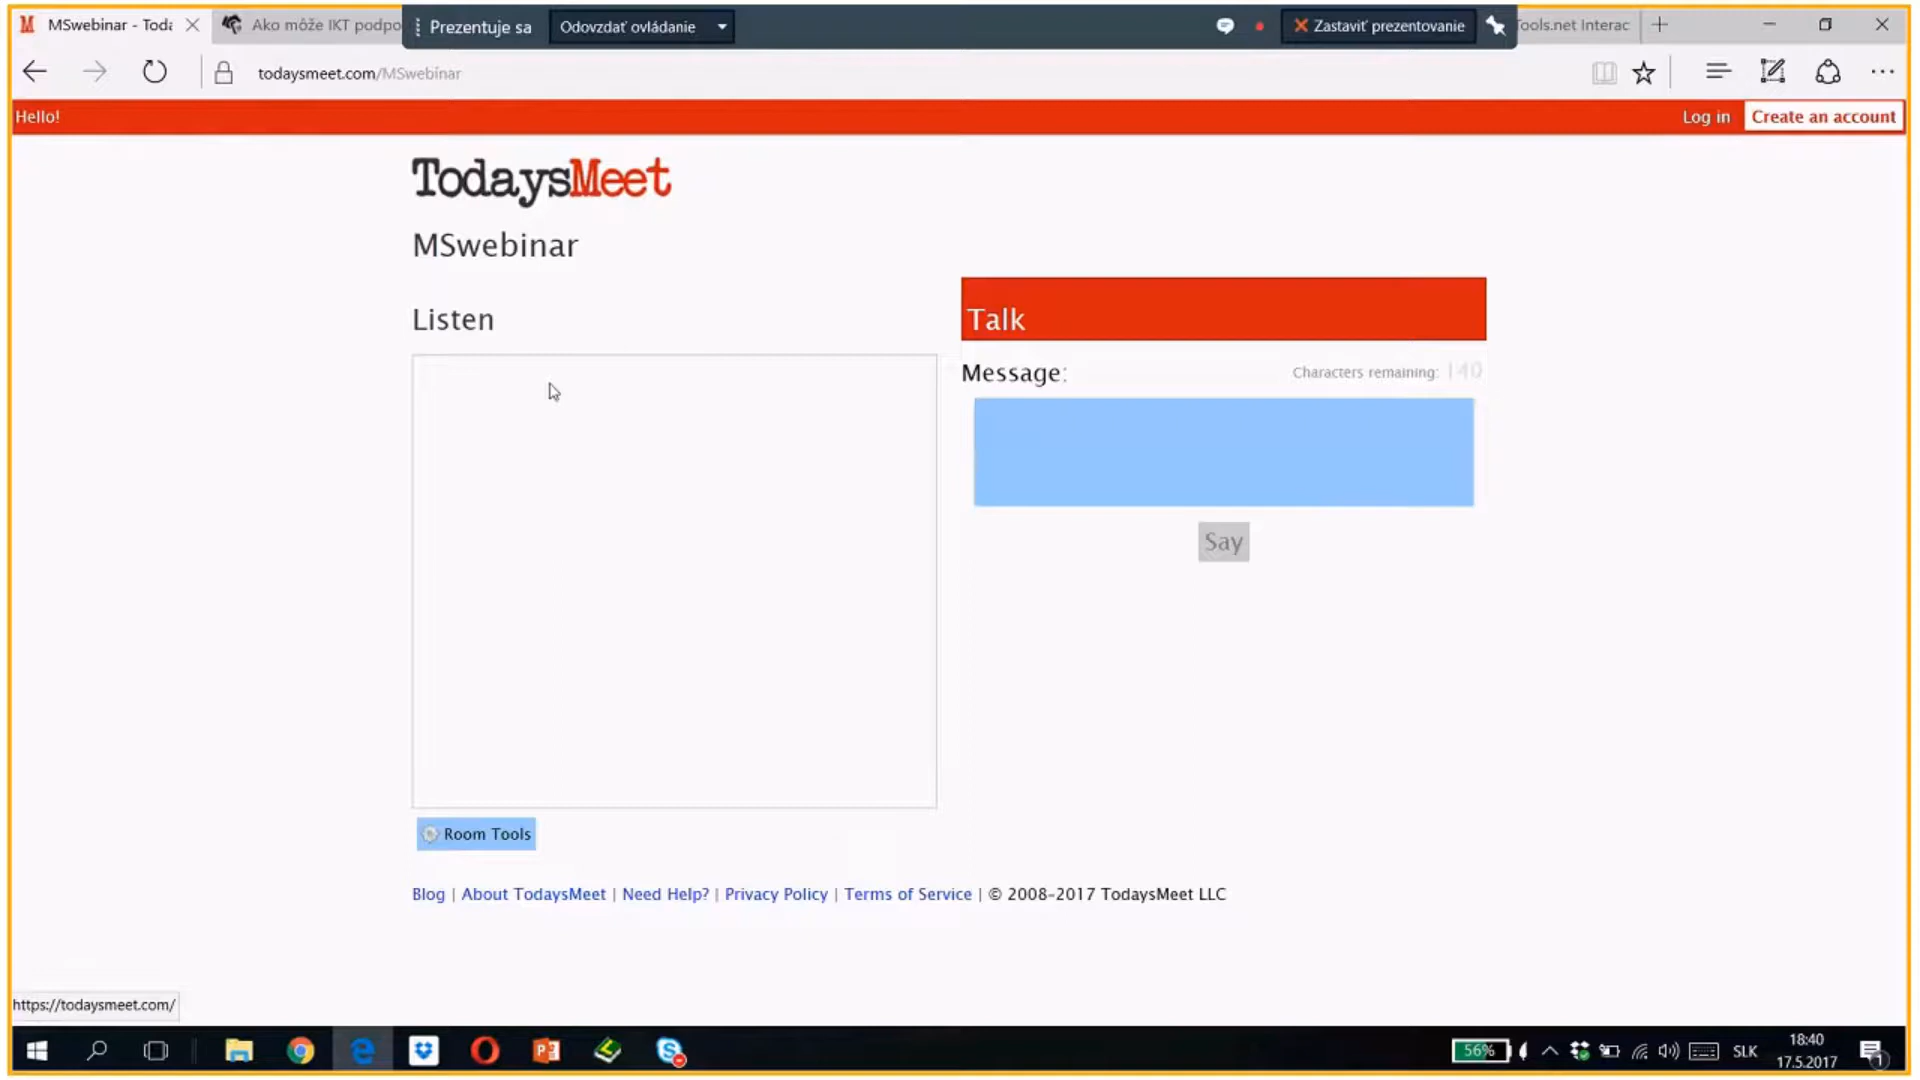 MSwebinar - Toda
Ako môže IKT podpo
Prezentuje sa
Odovzdať ovládanie
Zastaviť prezentovanie
Tools.net Interac
todaysmeet.com/MSwebinar
Hello!
Log in
Create an account
TodaysMeet
MSwebinar
Listen
Talk
Message:
Characters remaining: 140
Say
Room Tools
Blog | About TodaysMeet | Need Help? | Privacy Policy | Terms of Service | © 2008-2017 TodaysMeet LLC
https://todaysmeet.com/
56%
SLK
18:40
17.5.2017
1